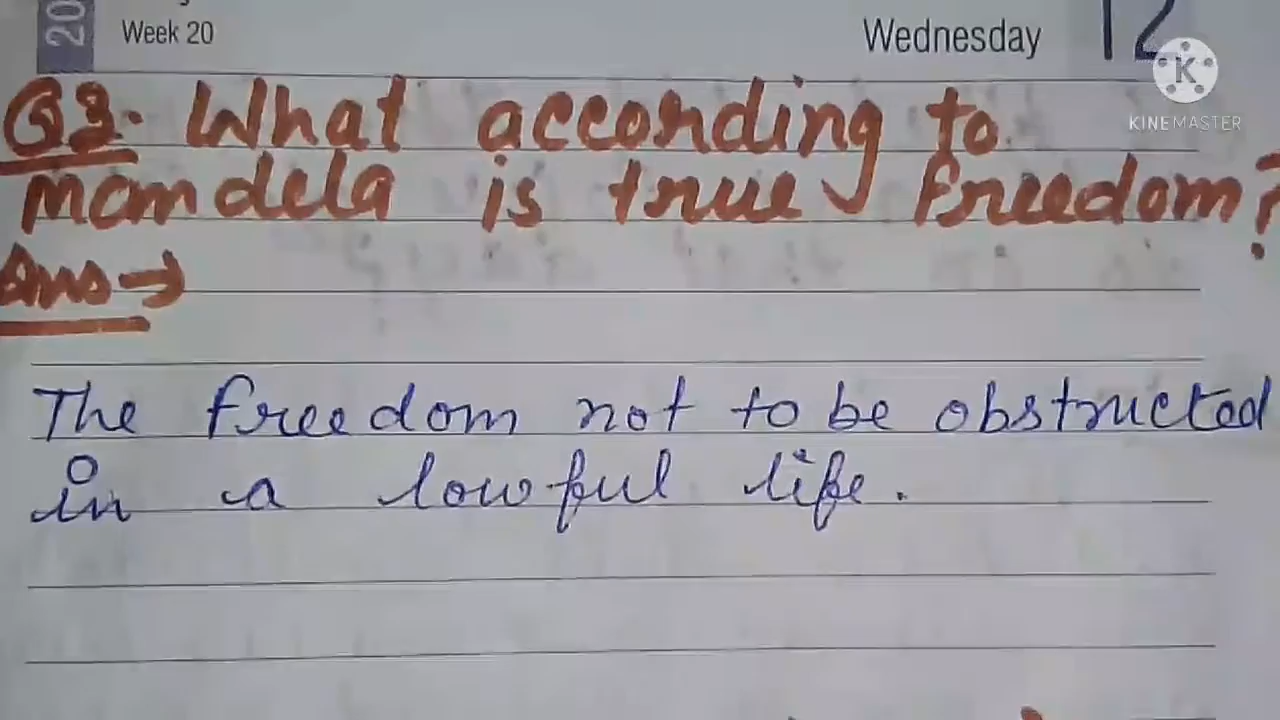 20
Week 20
Wednesday 12
KINEMASTER
Q3. What according to
mandela is true freedom?
Ans →
The freedom not to be obstructed
in a lowful life.